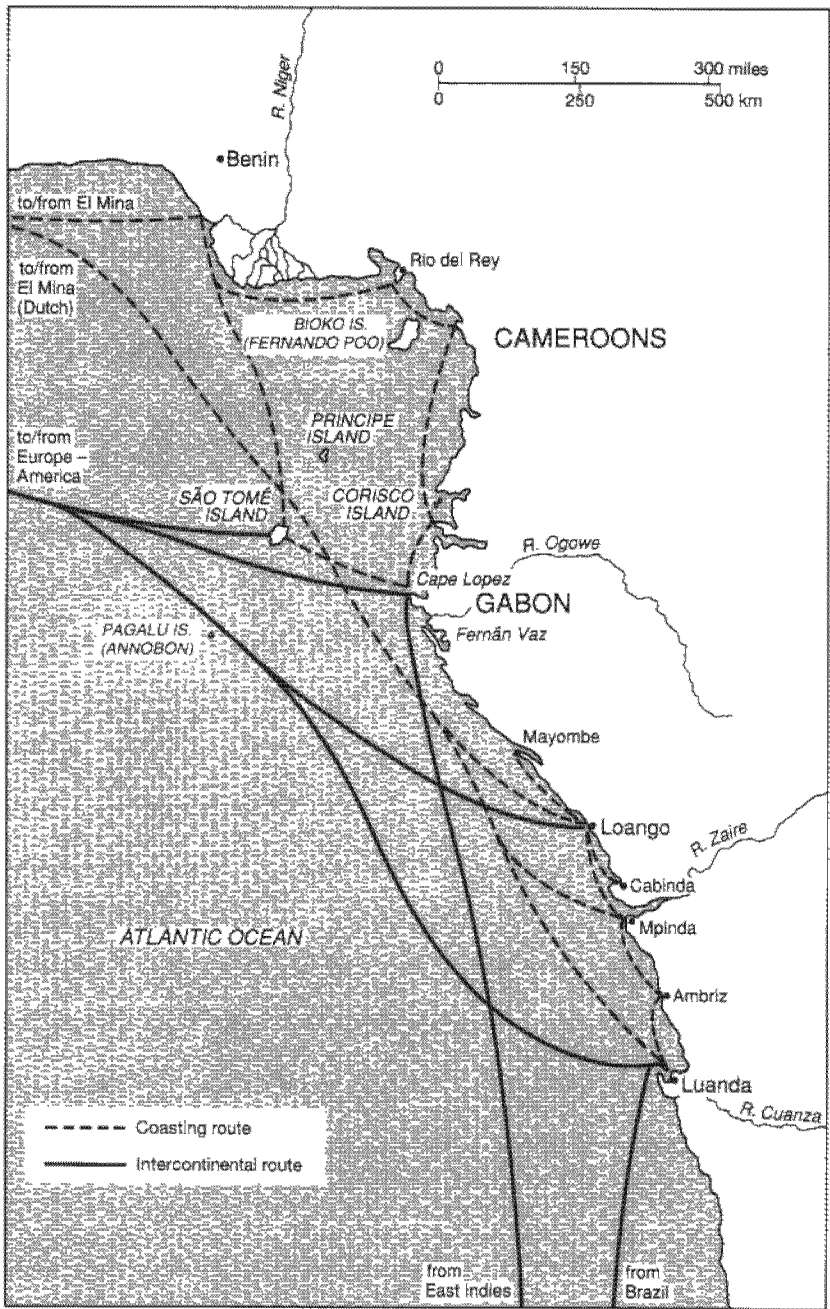 0 150 300 miles
0 250 500 km
R. Niger
Benin
to/from El Mina
to/from
El Mina
(Dutch)
Rio del Rey
BIOKO IS.
(FERNANDO POO)
CAMEROONS
PRINCIPE
ISLAND
to/from
Europe –
America
SÃO TOMÉ
ISLAND
CORISCO
ISLAND
R. Ogowe
Cape Lopez
GABON
Fernán Vaz
PAGALU IS.
(ANNOBON)
Mayombe
Loango
R. Zaire
Cabinda
Mpinda
ATLANTIC OCEAN
Ambriz
Luanda
R. Cuanza
Coasting route
Intercontinental route
from
East Indies
from
Brazil